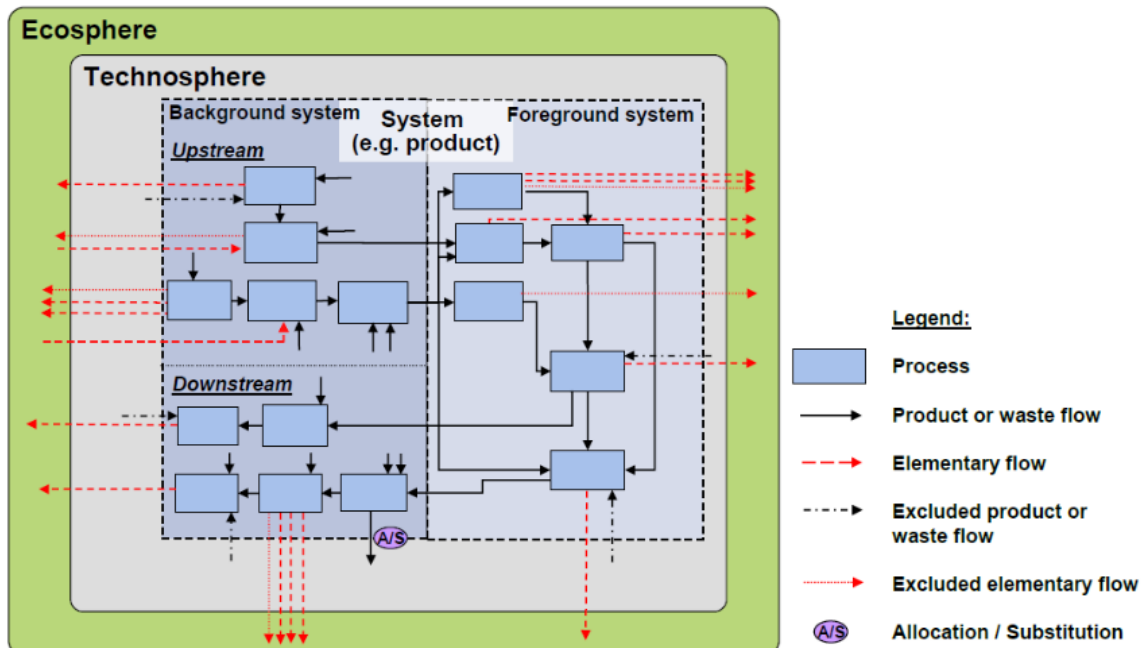 Ecosphere
Technosphere
Background system
System
(e.g. product)
Foreground system
Upstream
Downstream
A/S
Legend:
Process
Product or waste flow
Elementary flow
Excluded product or
waste flow
Excluded elementary flow
A/S
Allocation / Substitution